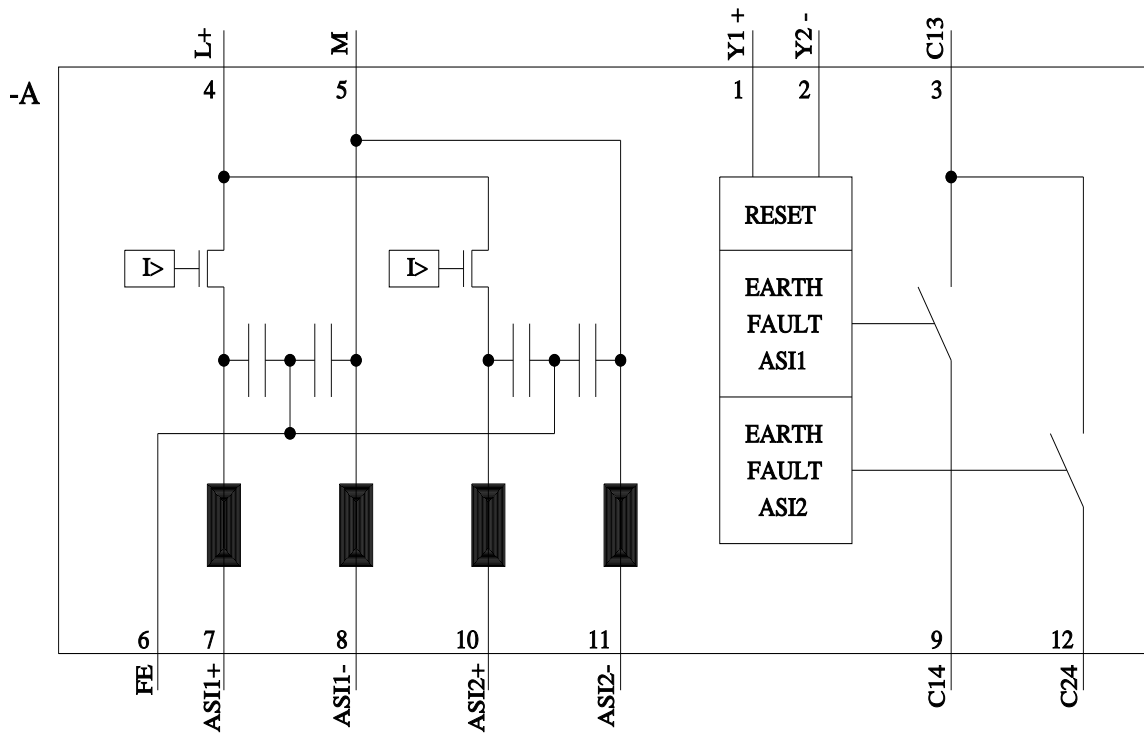 L+
M
Y1 +
Y2 -
C13
-A
4
5
1
2
3
RESET
I>
I>
EARTH
FAULT
ASI1
EARTH
FAULT
ASI2
6
7
8
10
11
9
12
FE
ASI1+
ASI1-
ASI2+
ASI2-
C14
C24